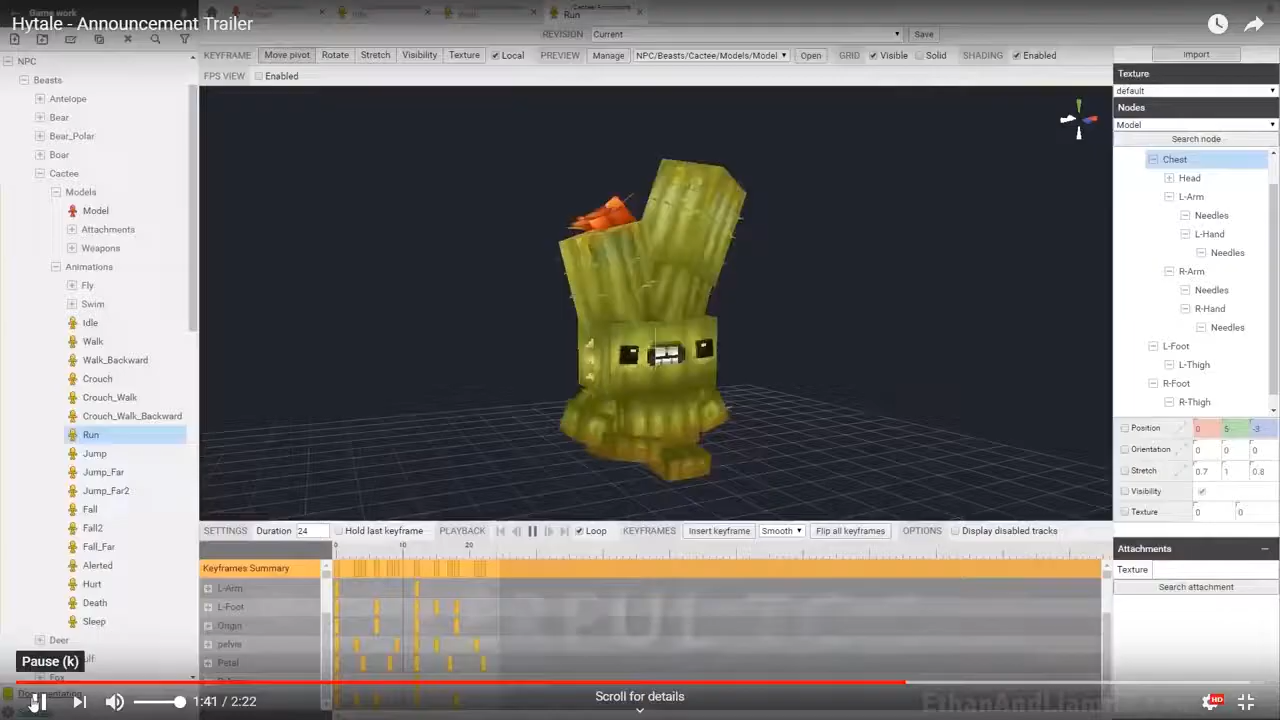 Game work
Hytale - Announcement Trailer
Run
REVISION Current Save
KEYFRAME Move pivot Rotate Stretch Visibility Texture Local PREVIEW Manage NPC/Beasts/Cactee/Models/Model Open GRID Visible Solid SHADING Enabled
Import
FPS VIEW Enabled
NPC
Beasts
Antelope
Bear
Bear_Polar
Boar
Cactee
Models
Model
Attachments
Weapons
Animations
Fly
Swim
Idle
Walk
Walk_Backward
Crouch
Crouch_Walk
Crouch_Walk_Backward
Run
Jump
Jump_Far
Jump_Far2
Fall
Fall2
Fall_Far
Alerted
Hurt
Death
Sleep
Deer
Fox
Documentation
Texture
default
Nodes
Model
Search node
Chest
Head
L-Arm
Needles
L-Hand
Needles
R-Arm
Needles
R-Hand
Needles
L-Foot
L-Thigh
R-Foot
R-Thigh
Position 0 5 -3
Orientation 0 0 0
Stretch 0.7 1 0.8
Visibility
Texture 0 0
Attachments
Texture
Search attachment
SETTINGS Duration 24 Hold last keyframe PLAYBACK Loop KEYFRAMES Insert keyframe Smooth Flip all keyframes OPTIONS Display disabled tracks
0 10 20
Keyframes Summary
L-Arm
L-Foot
Origin
pelvis
Petal
Pause (k)
1:41 / 2:22
Scroll for details
HD